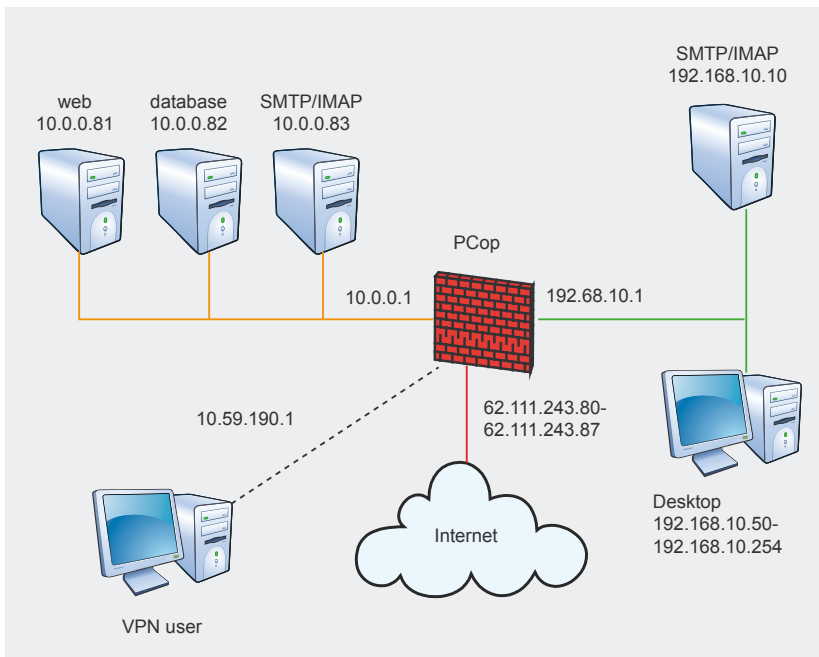 SMTP/IMAP
192.168.10.10
web
10.0.0.81
database
10.0.0.82
SMTP/IMAP
10.0.0.83
PCop
10.0.0.1
192.68.10.1
10.59.190.1
62.111.243.80-
62.111.243.87
Internet
Desktop
192.168.10.50-
192.168.10.254
VPN user